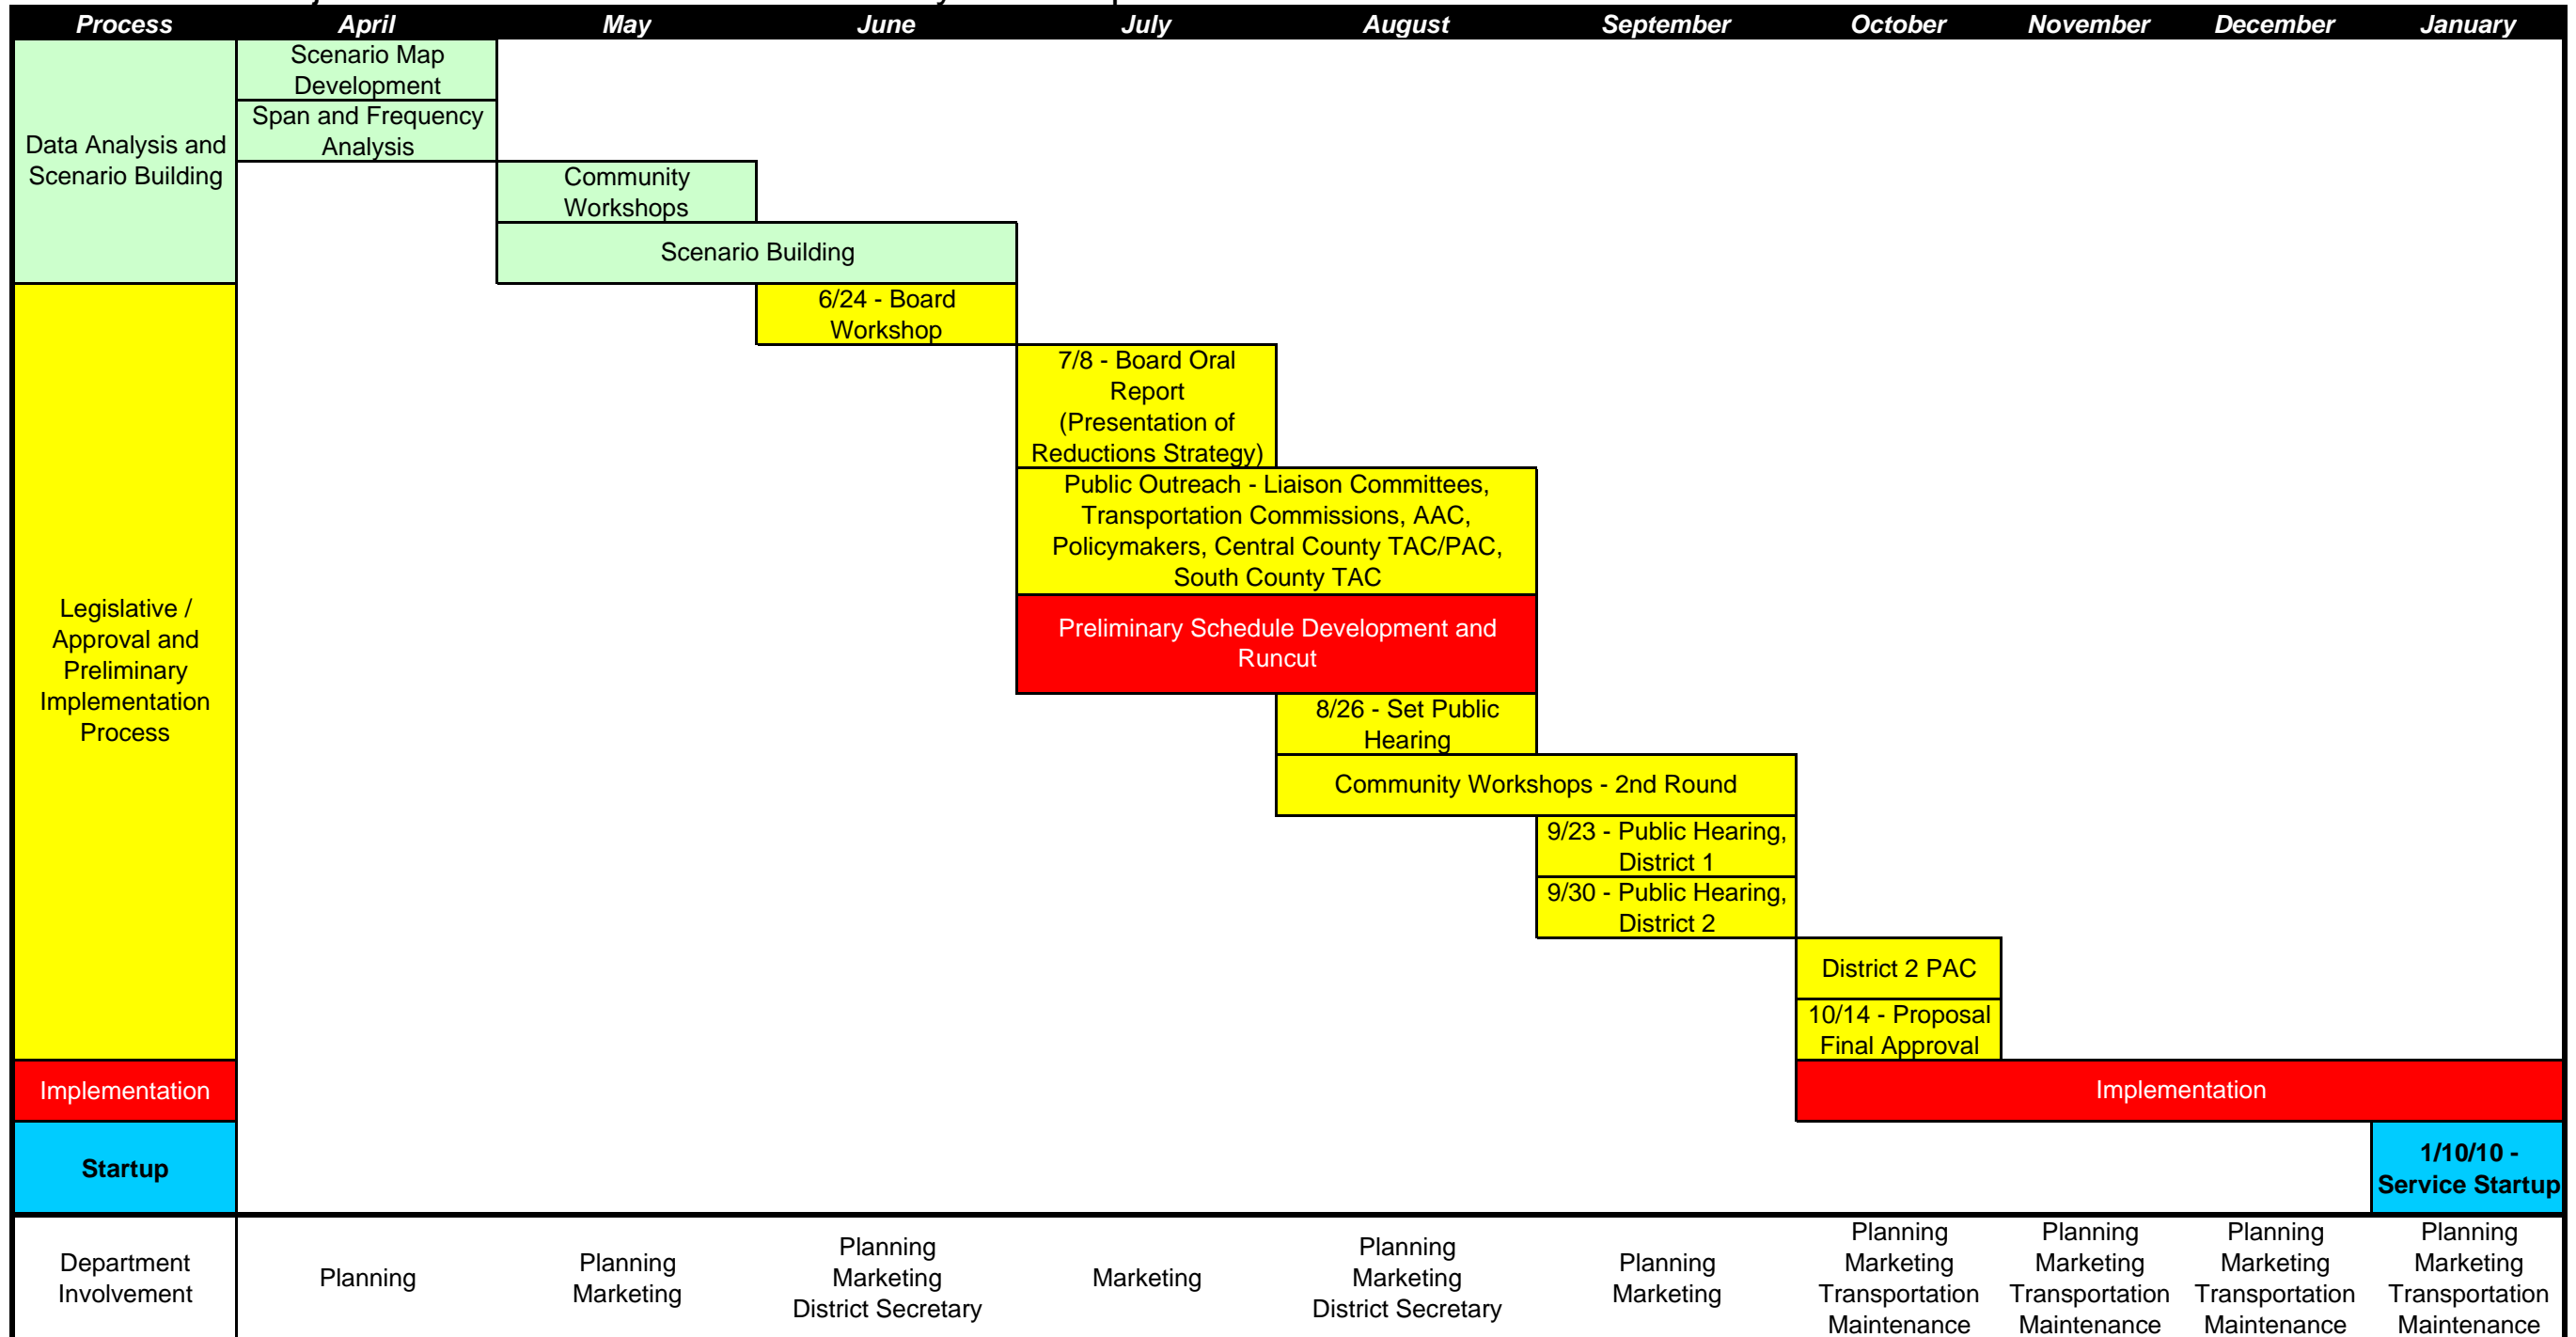 Process April May June July August September October November December January
Scenario Map
Development
Span and Frequency
Analysis
Data Analysis and
Scenario Building
Community
Workshops
Scenario Building
6/24 - Board
Workshop
7/8 - Board Oral
Report
(Presentation of
Reductions Strategy)
Public Outreach - Liaison Committees,
Transportation Commissions, AAC,
Policymakers, Central County TAC/PAC,
South County TAC
Legislative /
Approval and
Preliminary
Implementation
Process
Preliminary Schedule Development and
Runcut
8/26 - Set Public
Hearing
Community Workshops - 2nd Round
9/23 - Public Hearing,
District 1
9/30 - Public Hearing,
District 2
District 2 PAC
10/14 - Proposal
Final Approval
Implementation
Implementation
Startup
1/10/10 -
Service Startup
Department
Involvement
Planning
Planning
Marketing
Planning
Marketing
District Secretary
Marketing
Planning
Marketing
District Secretary
Planning
Marketing
Planning
Marketing
Transportation
Maintenance
Planning
Marketing
Transportation
Maintenance
Planning
Marketing
Transportation
Maintenance
Planning
Marketing
Transportation
Maintenance